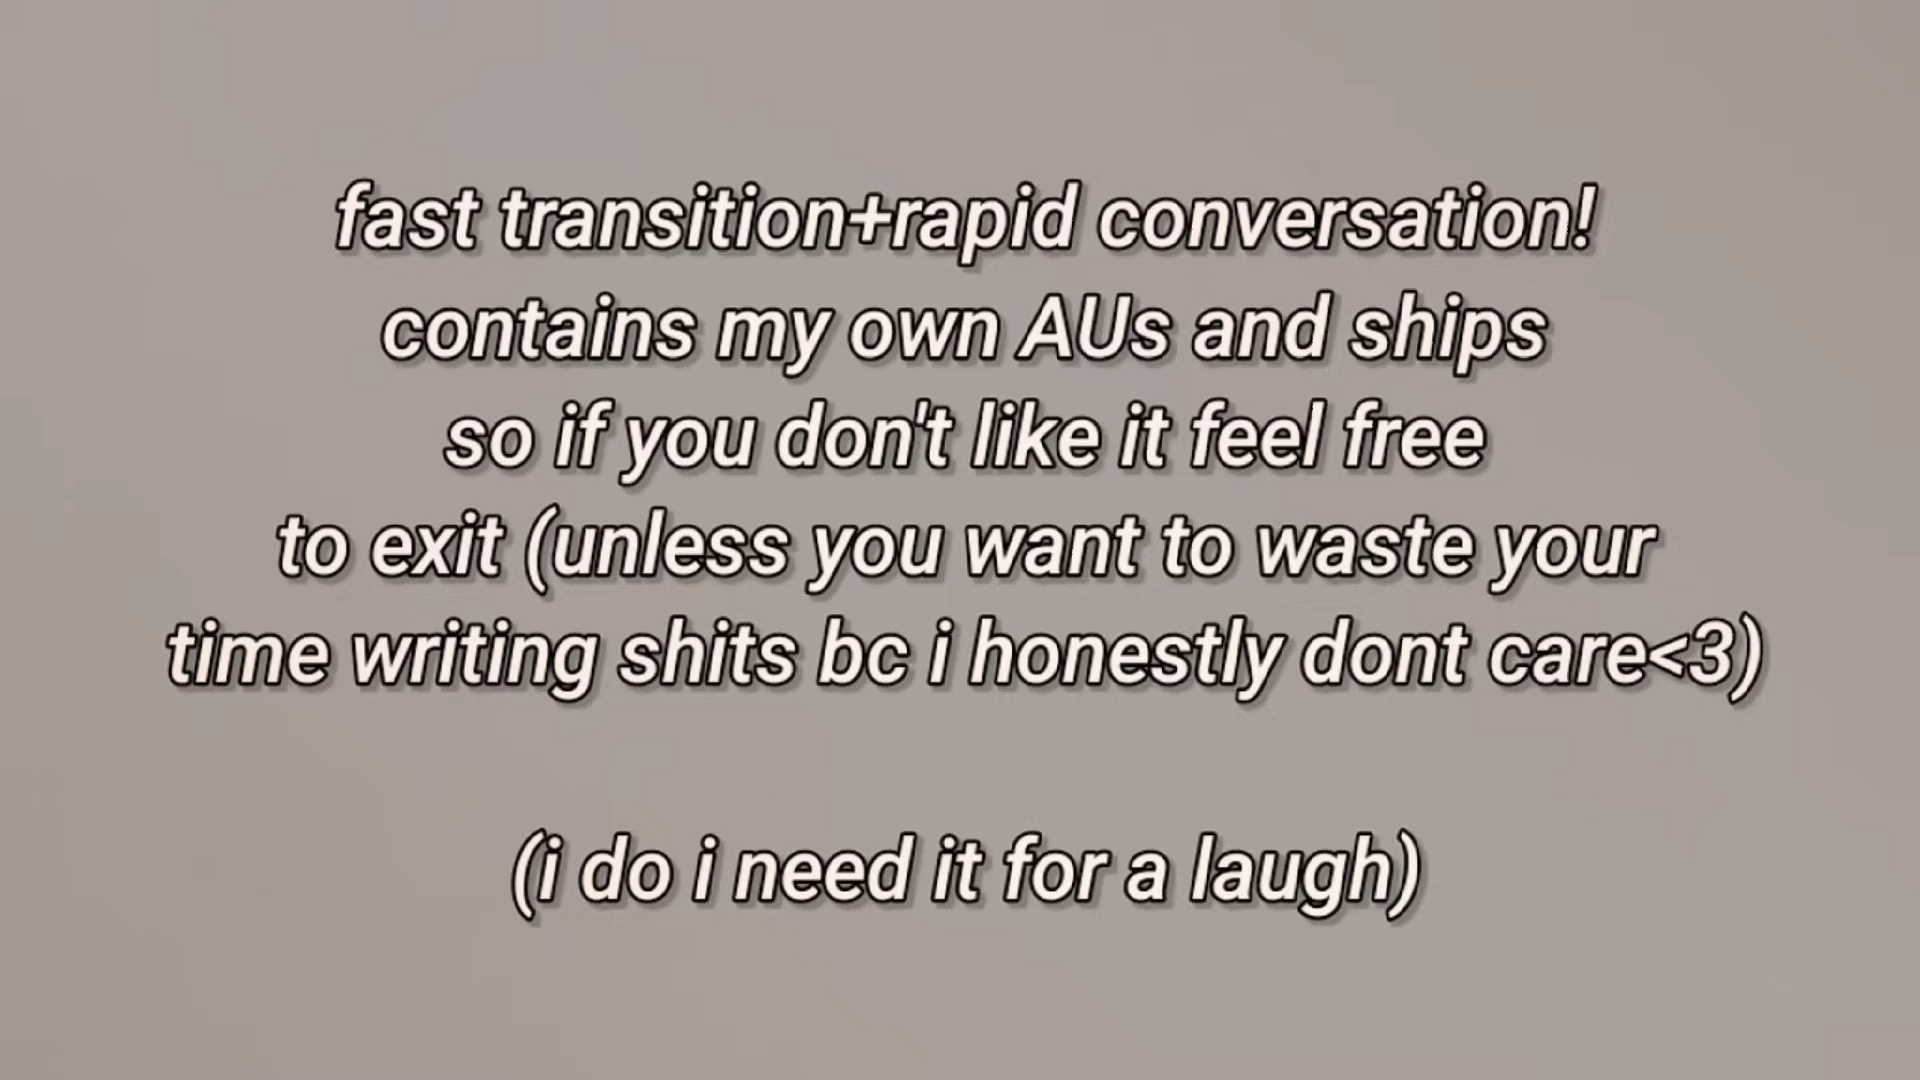 fast transition+rapid conversation!
contains my own AUs and ships
so if you don't like it feel free
to exit (unless you want to waste your
time writing shits bc i honestly dont care<3)
(i do i need it for a laugh)